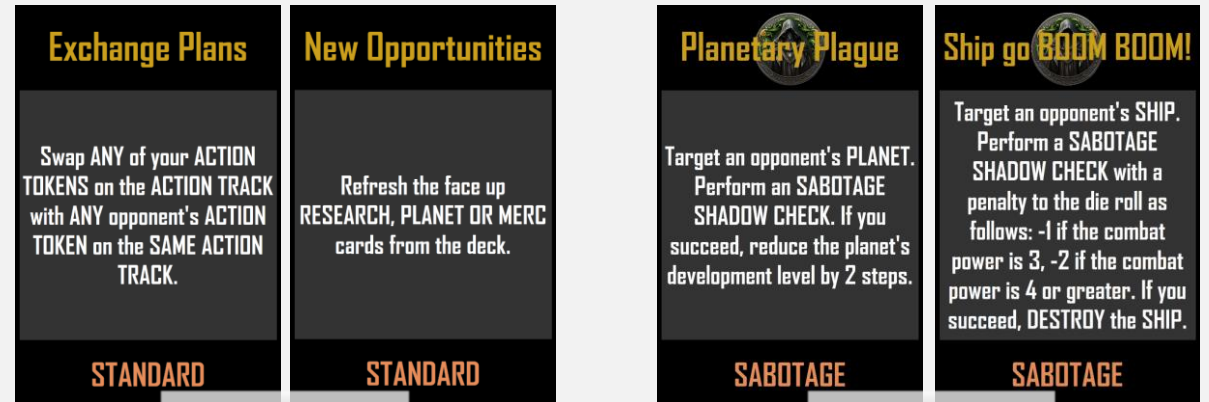 Exchange Plans
Swap ANY of your ACTION
TOKENS on the ACTION TRACK
with ANY opponent's ACTION
TOKEN on the SAME ACTION
TRACK.
STANDARD
New Opportunities
Refresh the face up
RESEARCH, PLANET OR MERC
cards from the deck.
STANDARD
Planetary Plague
Target an opponent's PLANET.
Perform an SABOTAGE
SHADOW CHECK. If you
succeed, reduce the planet's
development level by 2 steps.
SABOTAGE
Ship go BOOM BOOM!
Target an opponent's SHIP.
Perform a SABOTAGE
SHADOW CHECK with a
penalty to the die roll as
follows: -1 if the combat
power is 3, -2 if the combat
power is 4 or greater. If you
succeed, DESTROY the SHIP.
SABOTAGE